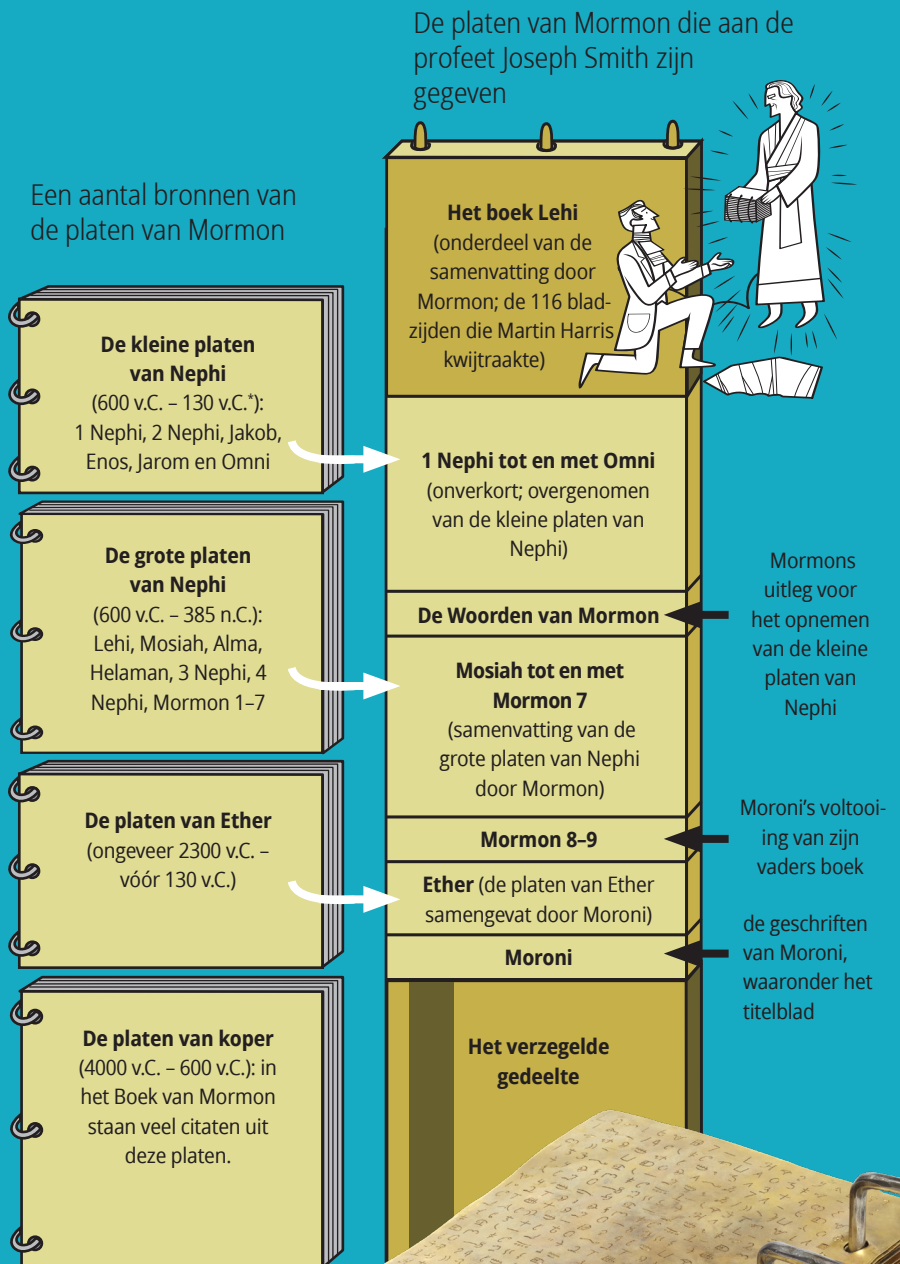 De platen van Mormon die aan de
profeet Joseph Smith zijn
gegeven
Een aantal bronnen van
de platen van Mormon
De kleine platen
van Nephi
(600 v.C. – 130 v.C.*):
1 Nephi, 2 Nephi, Jakob,
Enos, Jarom en Omni
De grote platen
van Nephi
(600 v.C. – 385 n.C.):
Lehi, Mosiah, Alma,
Helaman, 3 Nephi, 4
Nephi, Mormon 1–7
De platen van Ether
(ongeveer 2300 v.C. –
vóór 130 v.C.)
De platen van koper
(4000 v.C. – 600 v.C.): in
het Boek van Mormon
staan veel citaten uit
deze platen.
Het boek Lehi
(onderdeel van de
samenvatting door
Mormon; de 116 blad-
zijden die Martin Harris
kwijtraakte)
1 Nephi tot en met Omni
(onverkort; overgenomen
van de kleine platen van
Nephi)
De Woorden van Mormon
Mosiah tot en met
Mormon 7
(samenvatting van de
grote platen van Nephi
door Mormon)
Mormon 8–9
Ether (de platen van Ether
samengevat door Moroni)
Moroni
Het verzegelde
gedeelte
Mormons
uitleg voor
het opnemen
van de kleine
platen van
Nephi
Moroni's voltooi-
ing van zijn
vaders boek
de geschriften
van Moroni,
waaronder het
titelblad